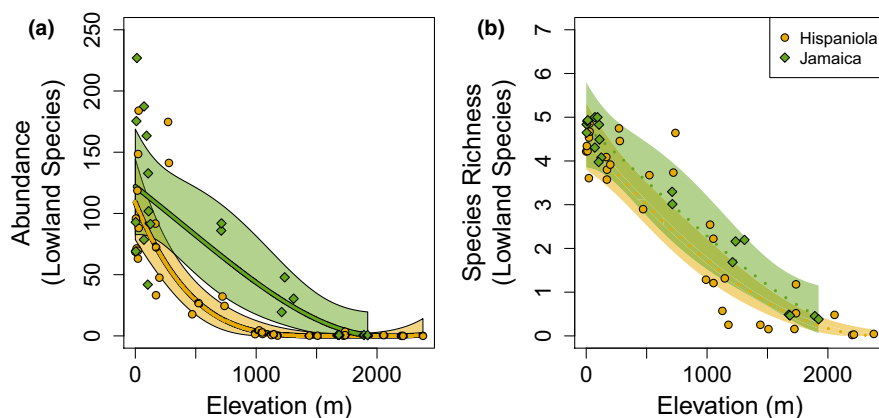 (a)
Abundance
(Lowland Species)
250
200
150
100
50
0
0
1000
2000
Elevation (m)
(b)
Species Richness
(Lowland Species)
7
6
5
4
3
2
1
0
0
1000
2000
Elevation (m)
Hispaniola
Jamaica